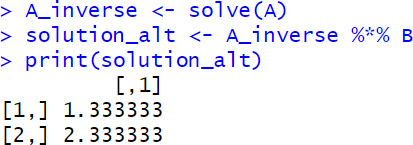 > A_inverse <- solve(A)
> solution_alt <- A_inverse %*% B
> print(solution_alt)
         [,1]
[1,] 1.333333
[2,] 2.333333